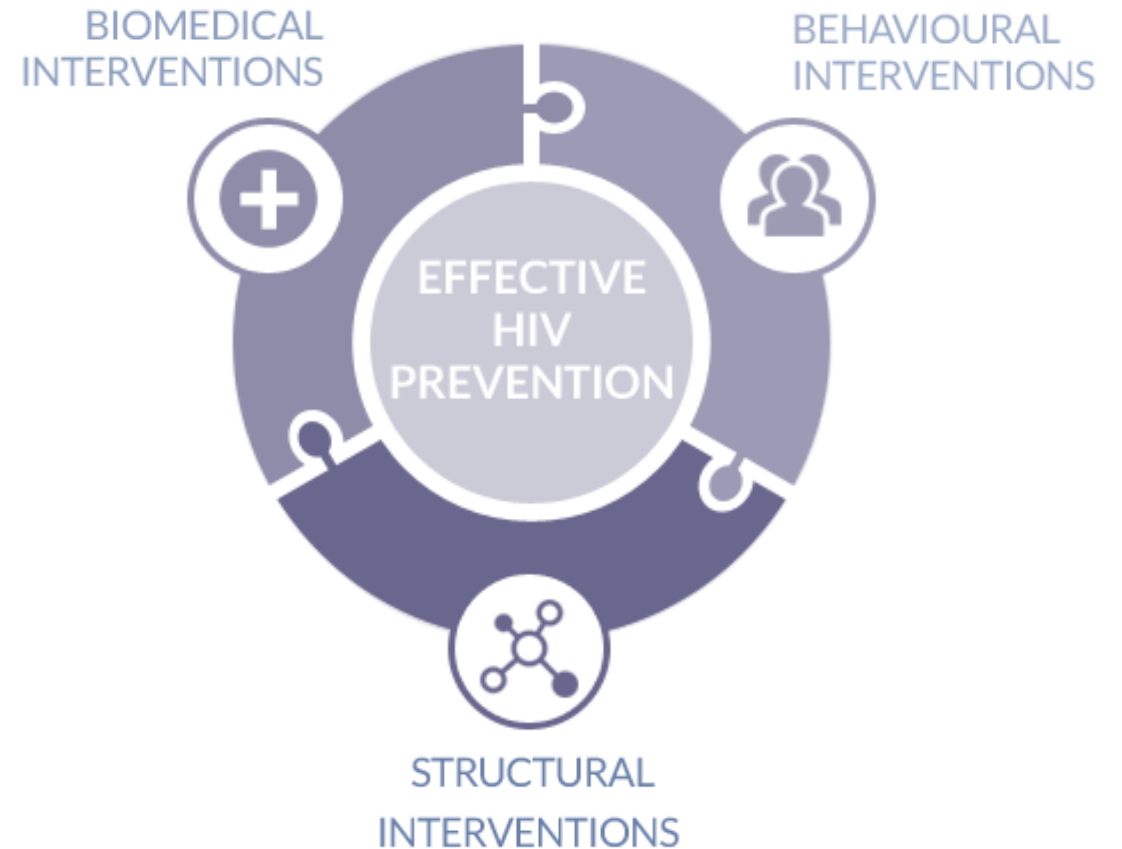 BIOMEDICAL
INTERVENTIONS
BEHAVIOURAL
INTERVENTIONS
EFFECTIVE
HIV
PREVENTION
STRUCTURAL
INTERVENTIONS